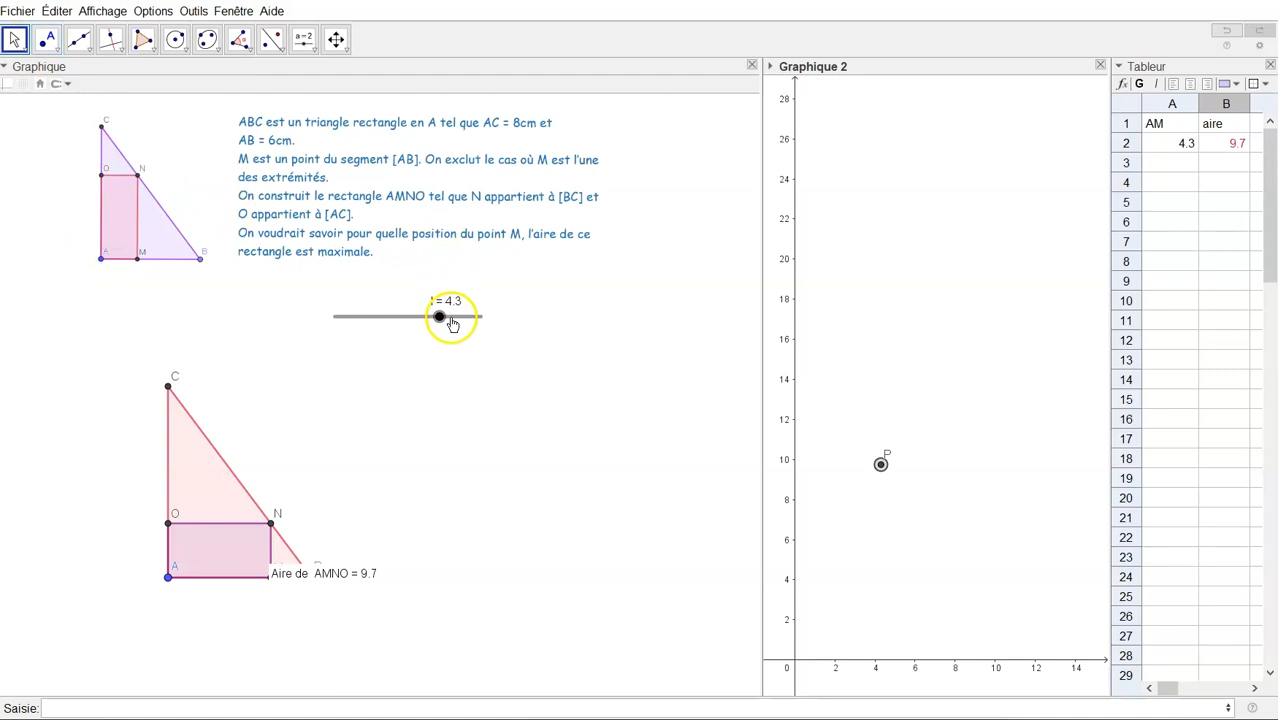 Fichier Éditer Affichage Options Outils Fenêtre Aide
a=2
Graphique
Graphique 2
Tableur
G I
C
O N
A M B
ABC est un triangle rectangle en A tel que AC = 8cm et
AB = 6cm.
M est un point du segment [AB]. On exclut le cas où M est l'une
des extrémités.
On construit le rectangle AMNO tel que N appartient à [BC] et
O appartient à [AC].
On voudrait savoir pour quelle position du point M, l'aire de ce
rectangle est maximale.
= 4.3
C
O N
A
Aire de AMNO = 9.7
28
26
24
22
20
18
16
14
12
10
8
6
4
2
0 2 4 6 8 10 12 14
P
A B
1 AM aire
2 4.3 9.7
3
4
5
6
7
8
9
10
11
12
13
14
15
16
17
18
19
20
21
22
23
24
25
26
27
28
29
Saisie: